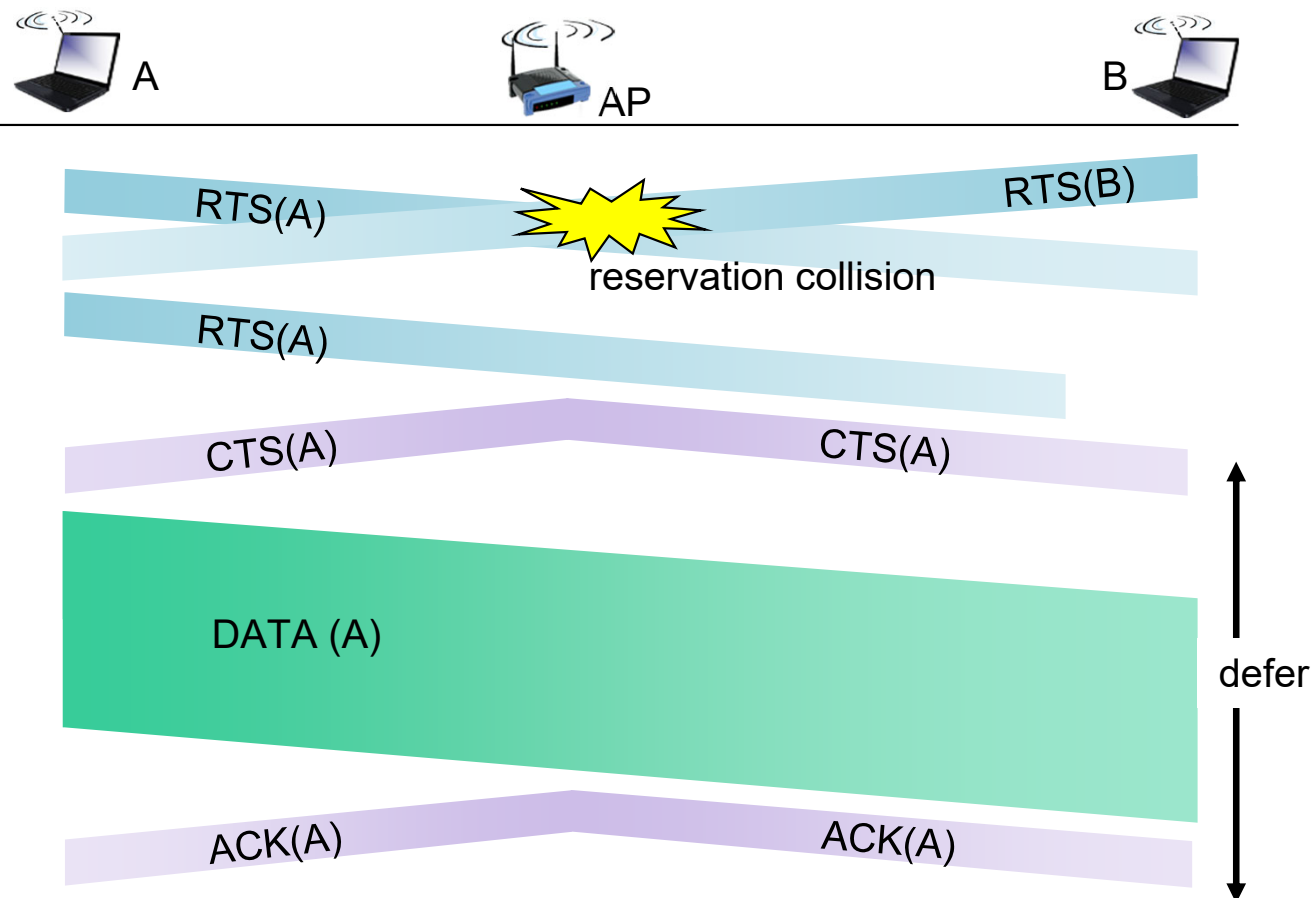 A
AP
B
RTS(A)
RTS(B)
reservation collision
RTS(A)
CTS(A)
CTS(A)
DATA (A)
defer
ACK(A)
ACK(A)